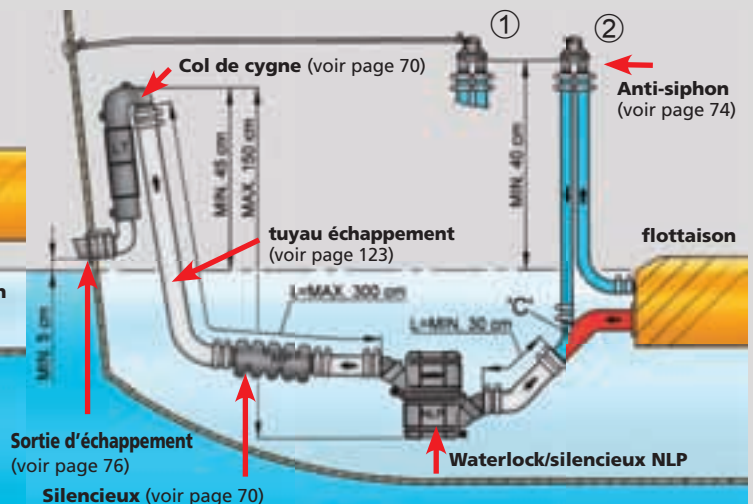 ① ②
Col de cygne (voir page 70)
Anti-siphon
(voir page 74)
MIN. 45 cm
MAX. 150 cm
MIN. 40 cm
tuyau échappement
(voir page 123)
flottaison
L=MAX. 300 cm
"C"
L=MIN. 30 cm
MIN. 5 cm
Sortie d'échappement
(voir page 76)
Waterlock/silencieux NLP
Silencieux (voir page 70)